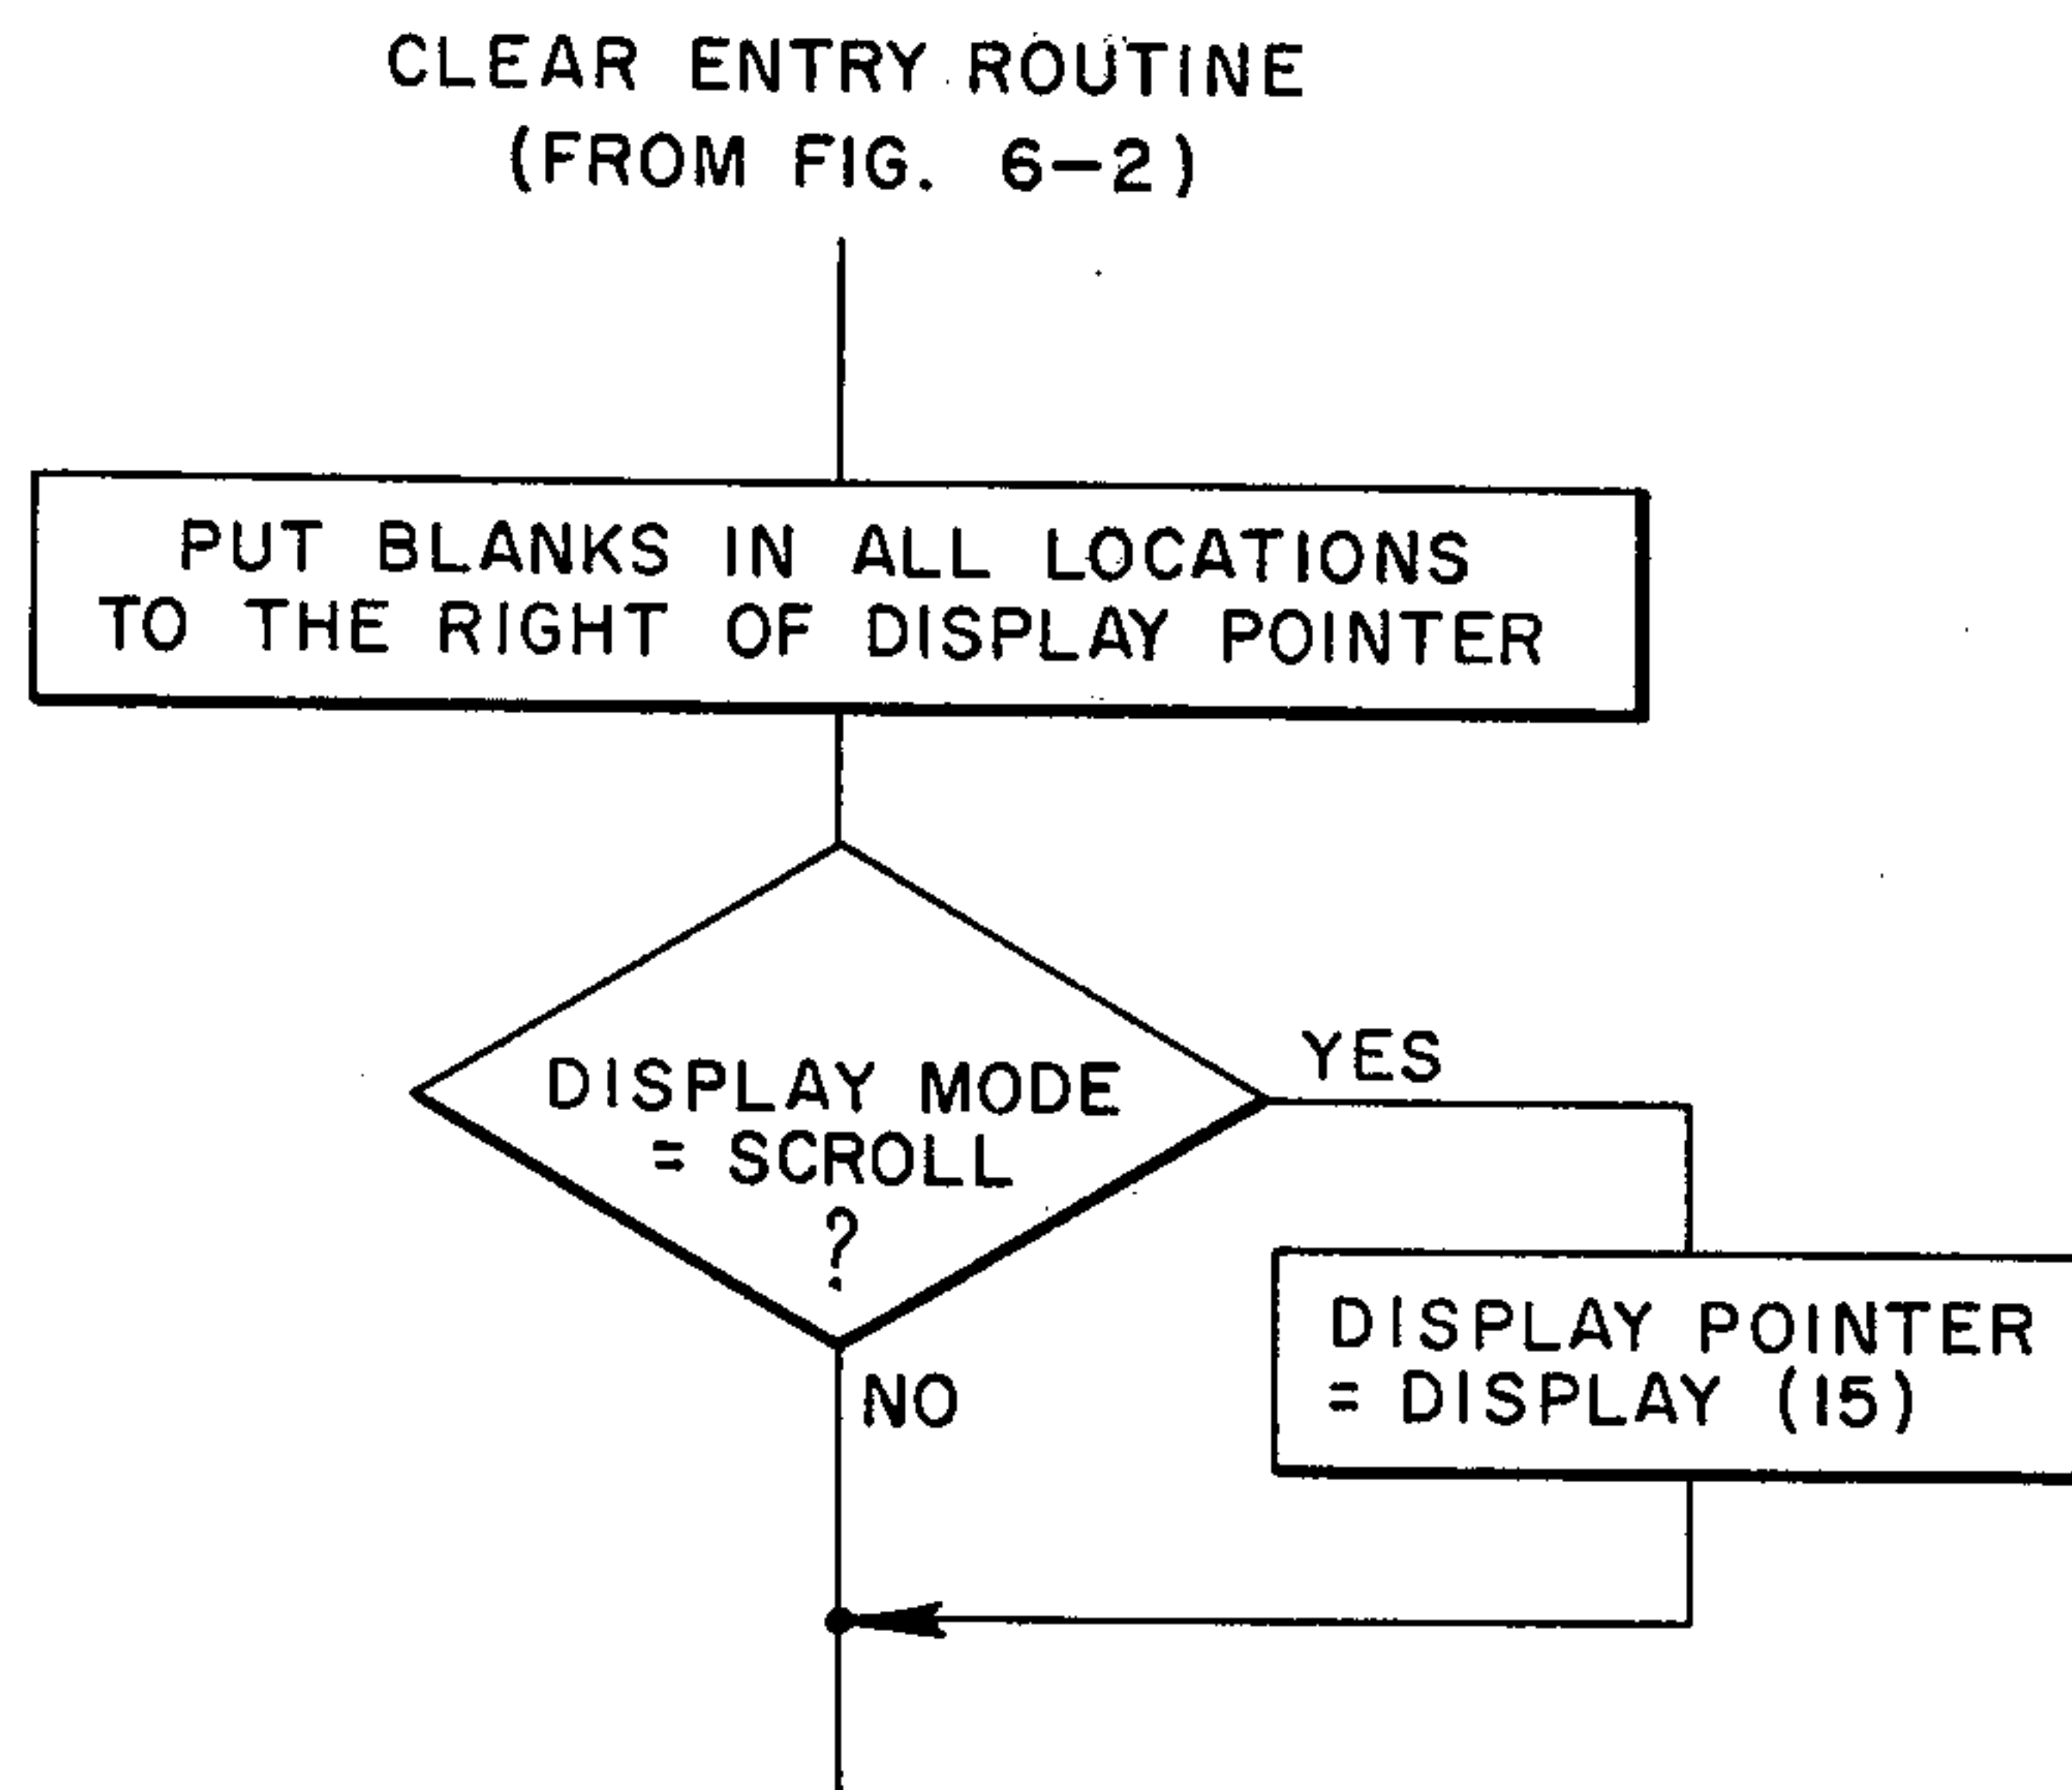 CLEAR ENTRY ROUTINE
(FROM FIG. 6-2)
PUT BLANKS IN ALL LOCATIONS
TO THE RIGHT OF DISPLAY POINTER
DISPLAY MODE
= SCROLL
?
YES
DISPLAY POINTER
= DISPLAY (15)
NO